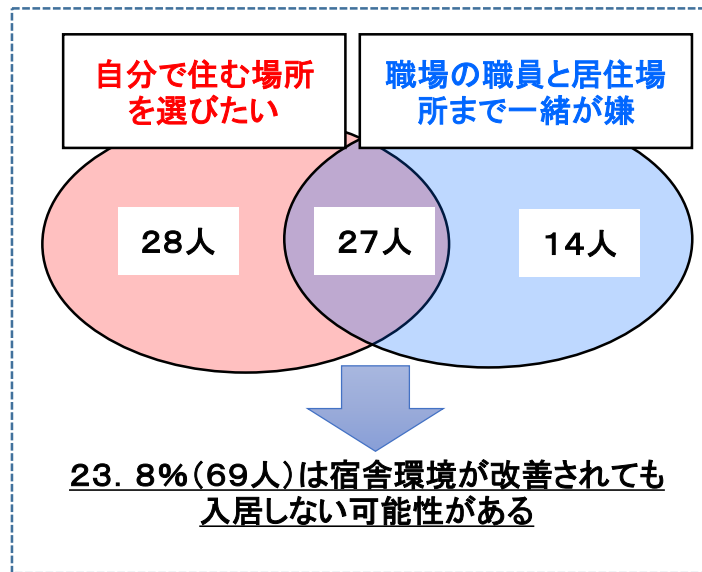 自分で住む場所
を選びたい
職場の職員と居住場
所まで一緒が嫌
28人
27人
14人
23．8%(69人)は宿舎環境が改善されても
入居しない可能性がある